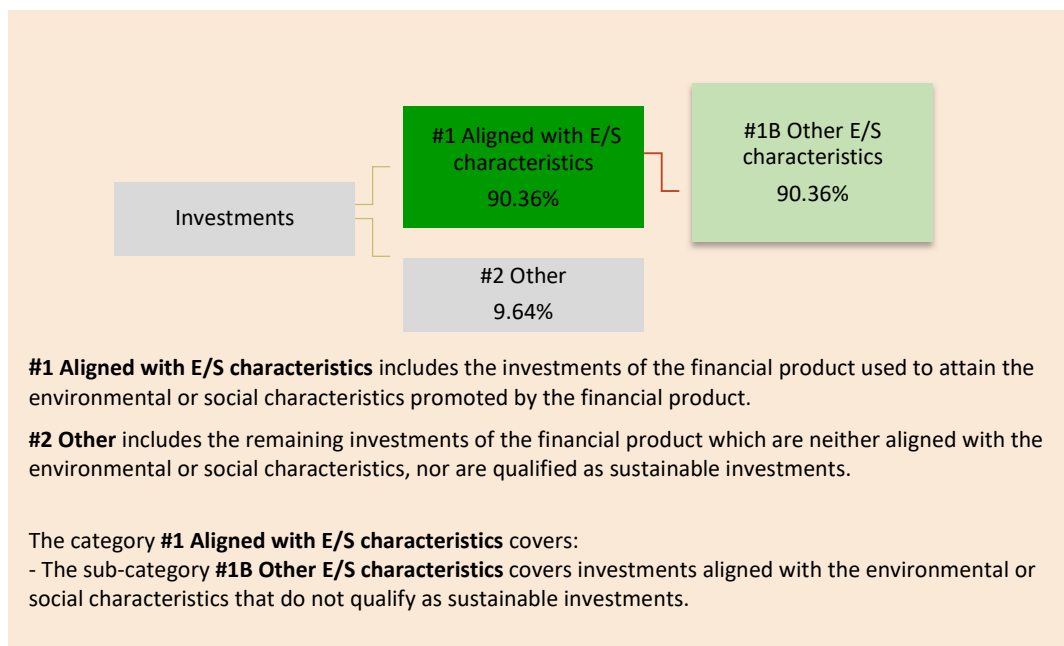 #1 Aligned with E/S
characteristics
90.36%
#1B Other E/S
characteristics
90.36%
Investments
#2 Other
9.64%
#1 Aligned with E/S characteristics includes the investments of the financial product used to attain the
environmental or social characteristics promoted by the financial product.
#2 Other includes the remaining investments of the financial product which are neither aligned with the
environmental or social characteristics, nor are qualified as sustainable investments.
The category #1 Aligned with E/S characteristics covers:
- The sub-category #1B Other E/S characteristics covers investments aligned with the environmental or
social characteristics that do not qualify as sustainable investments.